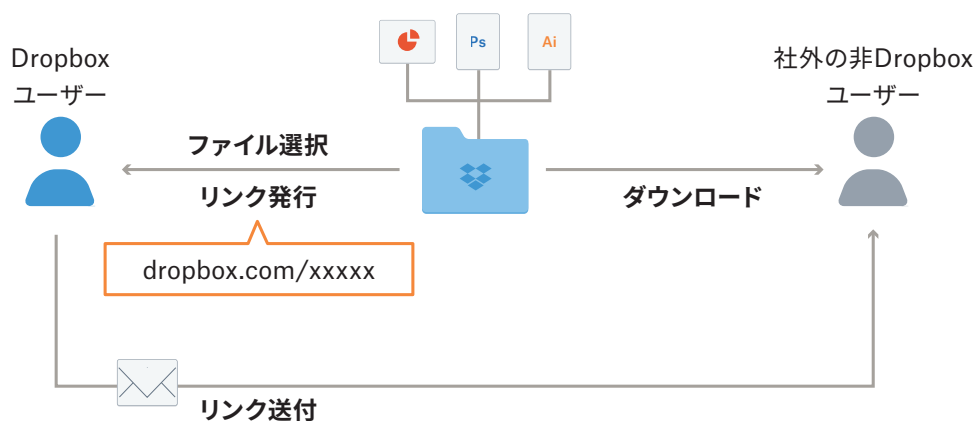 Dropbox
ユーザー
Ps
Ai
社外の非Dropbox
ユーザー
ファイル選択
リンク発行
ダウンロード
dropbox.com/xxxxx
リンク送付